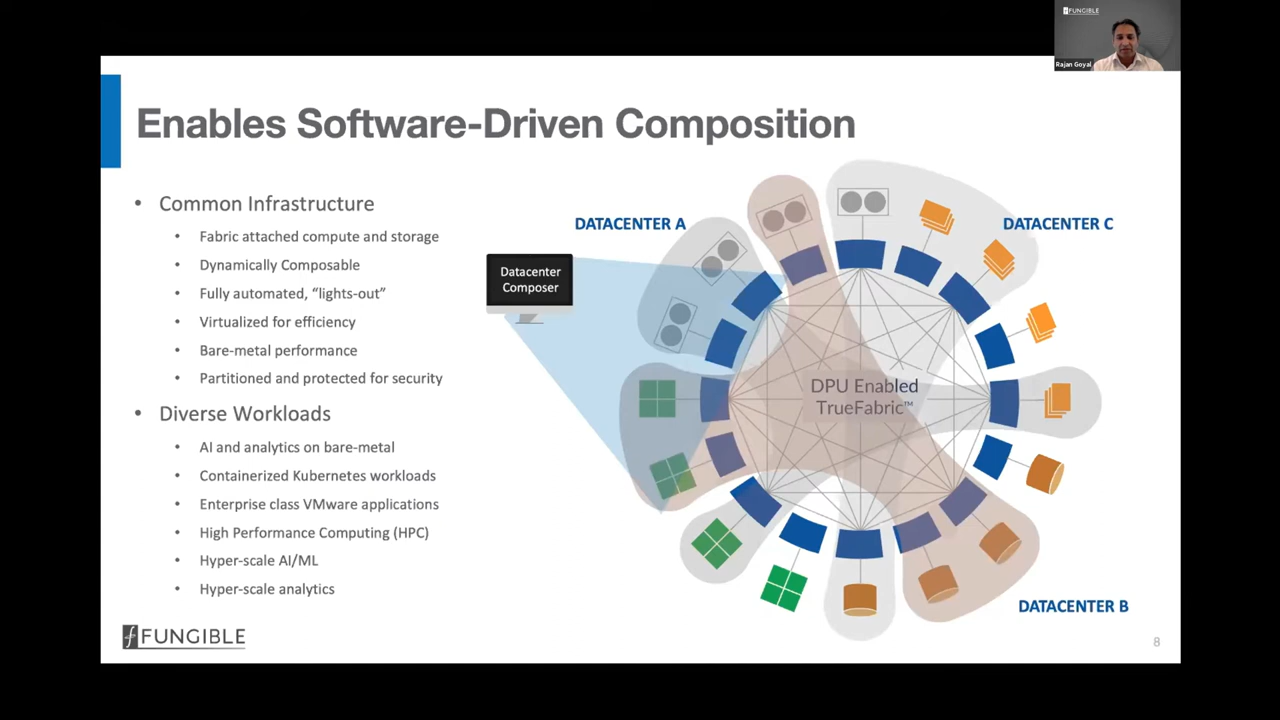 FUNGIBLE
Rajan Goyal
Enables Software-Driven Composition
• Common Infrastructure
• Fabric attached compute and storage
• Dynamically Composable
• Fully automated, “lights-out”
• Virtualized for efficiency
• Bare-metal performance
• Partitioned and protected for security
• Diverse Workloads
• AI and analytics on bare-metal
• Containerized Kubernetes workloads
• Enterprise class VMware applications
• High Performance Computing (HPC)
• Hyper-scale AI/ML
• Hyper-scale analytics
Datacenter
Composer
DATACENTER A
DATACENTER C
DPU Enabled
TrueFabric™
DATACENTER B
FUNGIBLE
8